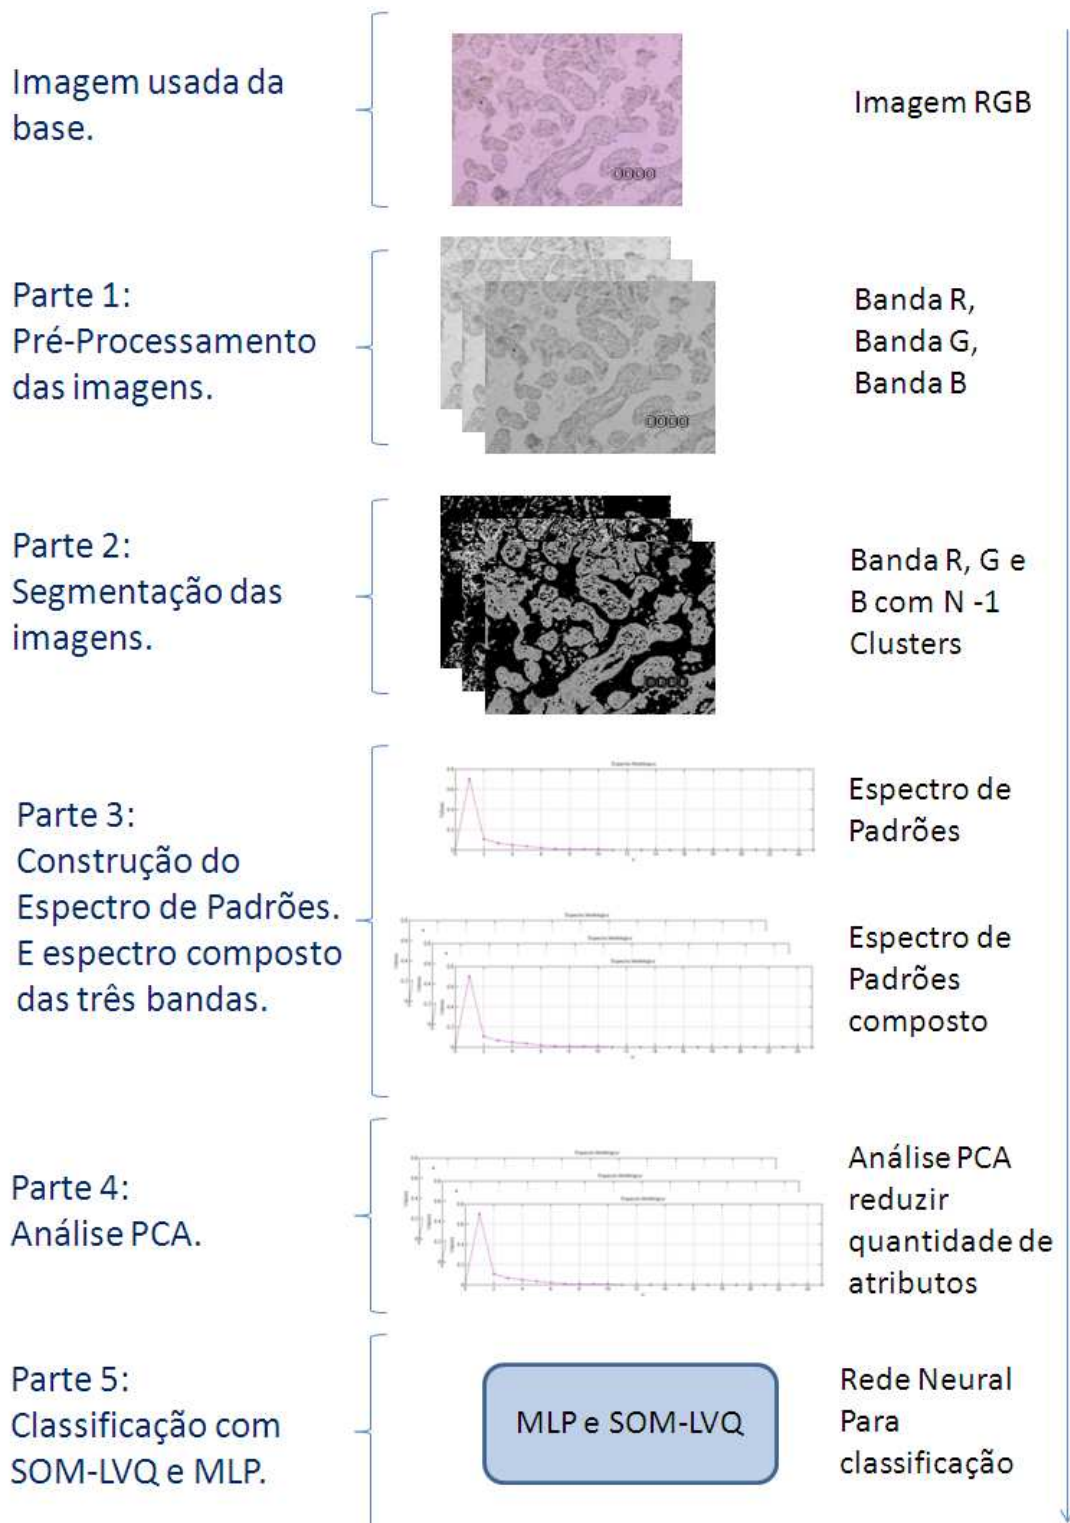 Imagem usada da
base.
Imagem RGB
Parte 1:
Pré-Processamento
das imagens.
Banda R,
Banda G,
Banda B
Parte 2:
Segmentação das
imagens.
Banda R, G e
B com N -1
Clusters
Parte 3:
Construção do
Espectro de Padrões.
E espectro composto
das três bandas.
Espectro de
Padrões
Espectro de
Padrões
composto
Parte 4:
Análise PCA.
Análise PCA
reduzir
quantidade de
atributos
Parte 5:
Classificação com
SOM-LVQ e MLP.
MLP e SOM-LVQ
Rede Neural
Para
classificação